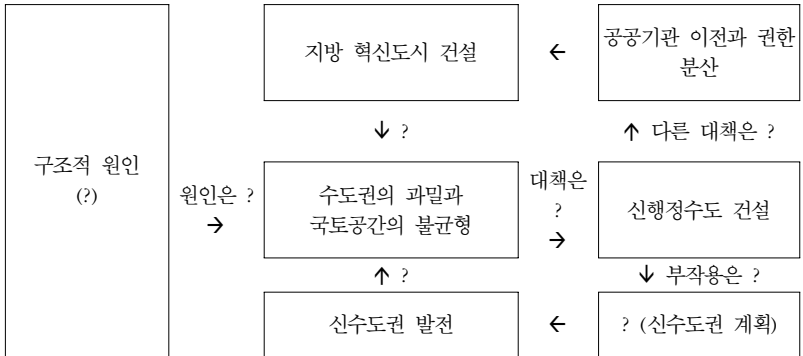 지방 혁신도시 건설
←
공공기관 이전과 권한
분산
↓ ?
↑ 다른 대책은 ?
구조적 원인
(?)
원인은 ?
→
수도권의 과밀과
국토공간의 불균형
대책은
?
→
신행정수도 건설
↑ ?
↓ 부작용은 ?
신수도권 발전
←
? (신수도권 계획)